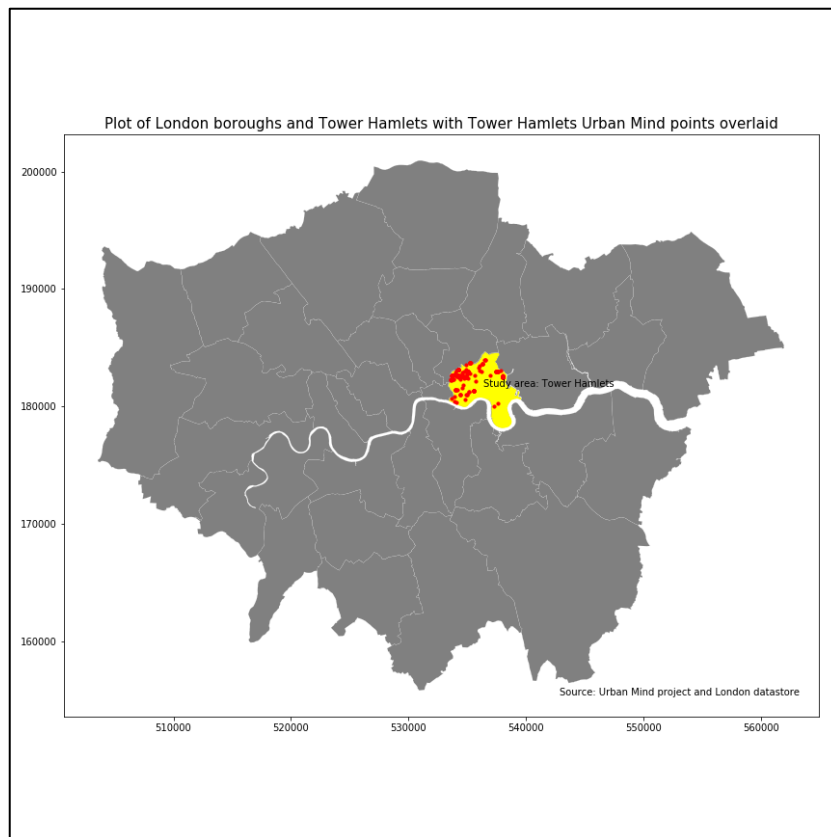 Plot of London boroughs and Tower Hamlets with Tower Hamlets Urban Mind points overlaid
200000
190000
180000
170000
160000
Study area: Tower Hamlets
Source: Urban Mind project and London datastore
510000 520000 530000 540000 550000 560000